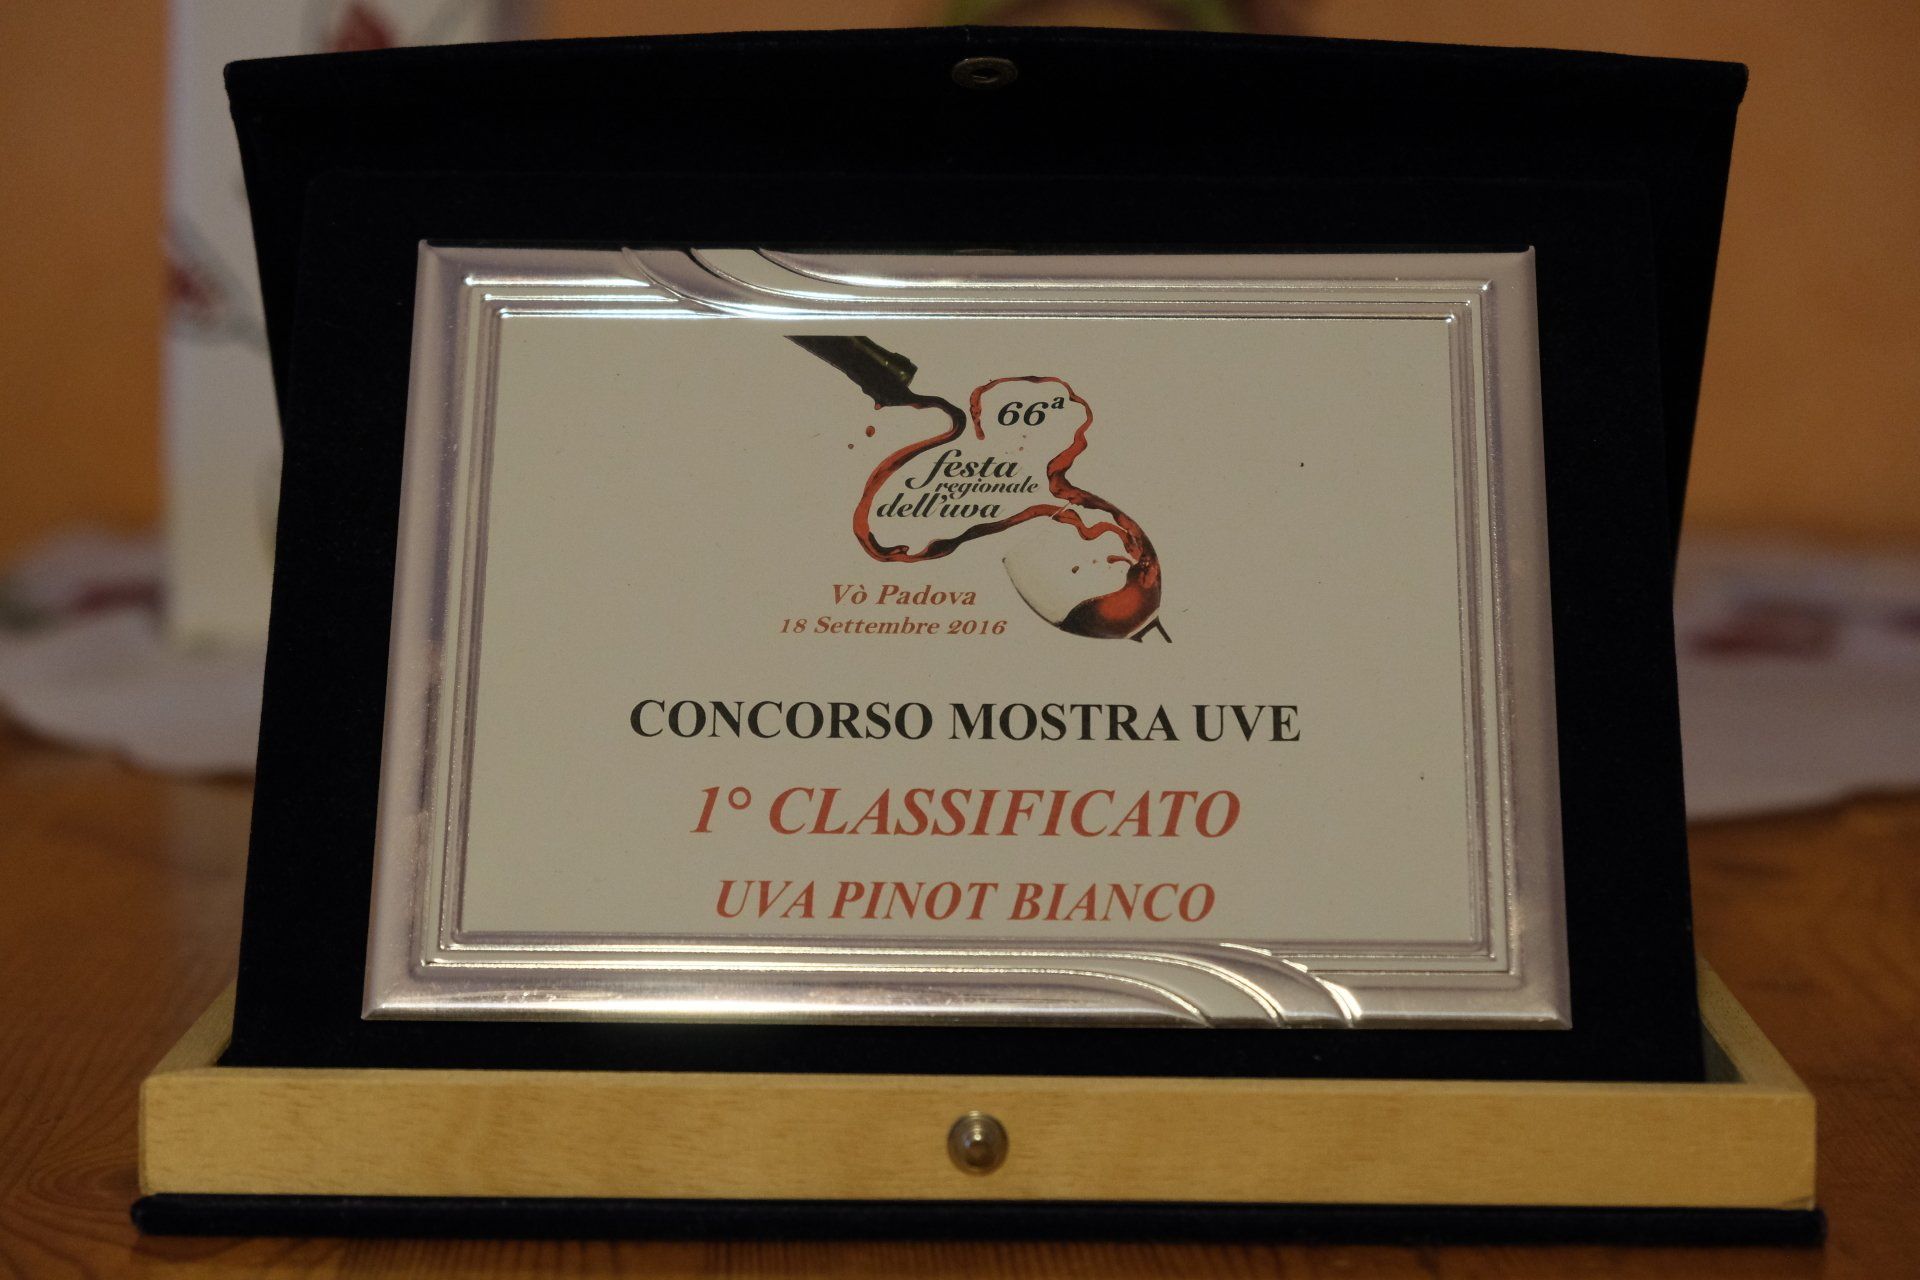 66ª
festa
regionale
dell'uva
Vò Padova
18 Settembre 2016
CONCORSO MOSTRA UVE
1° CLASSIFICATO
UVA PINOT BIANCO